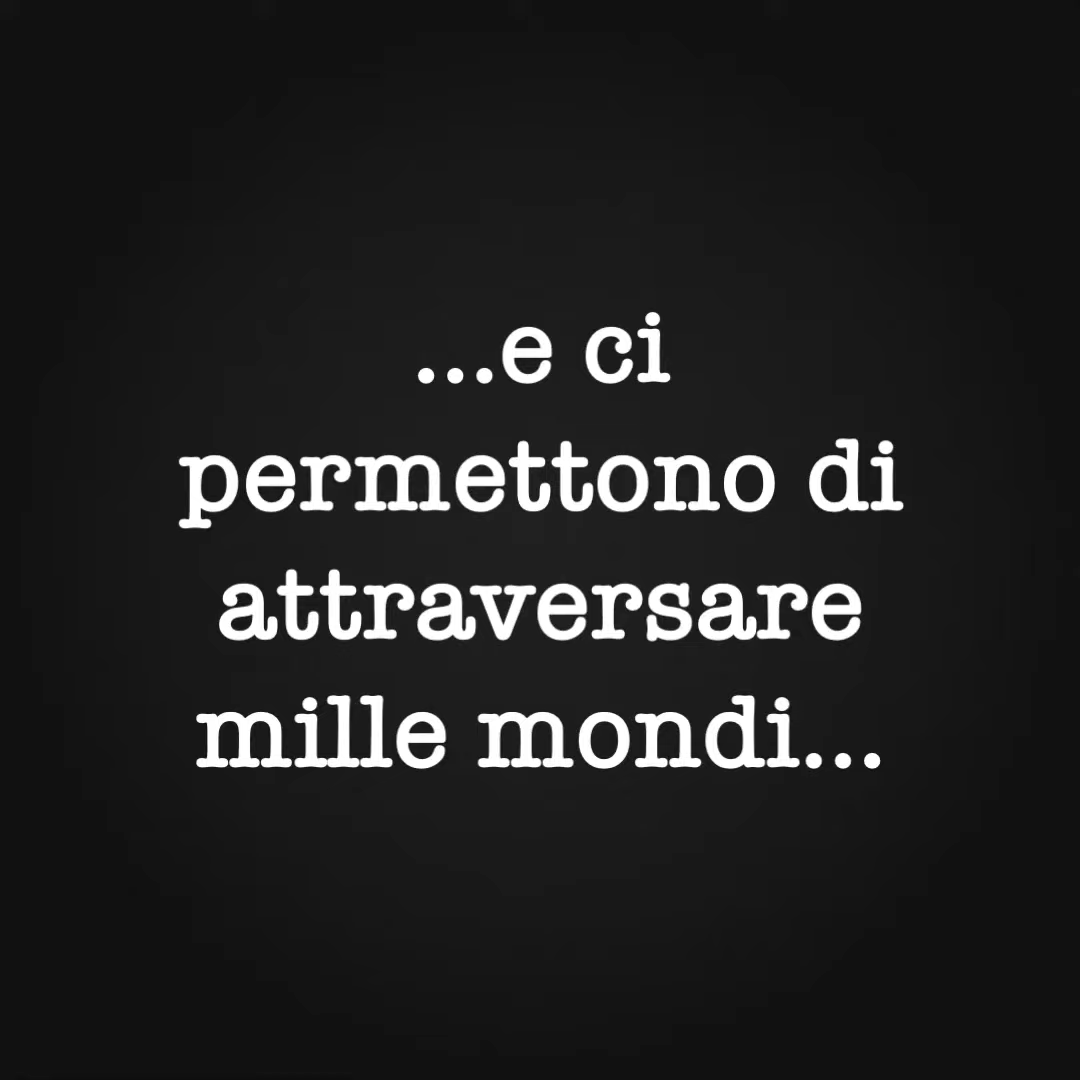 ...e ci
permettono di
attraversare
mille mondi...